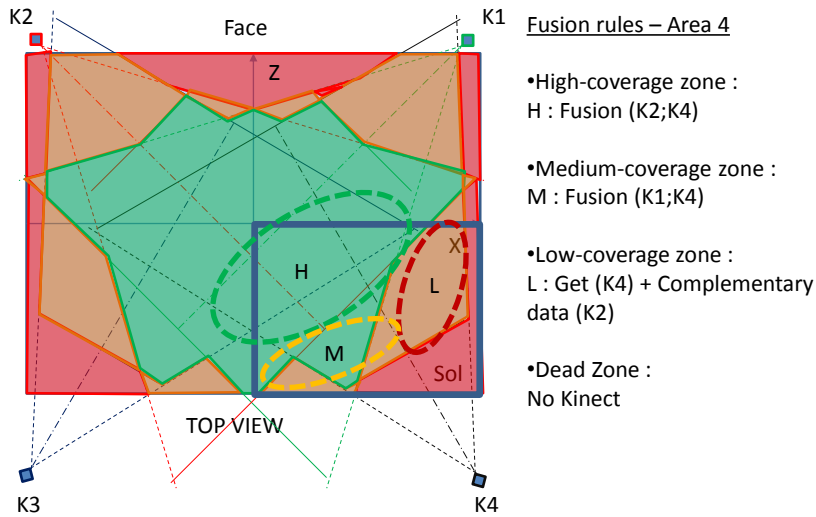 K2
Face
K1
Z
X
H
L
M
Sol
TOP VIEW
K3
K4
Fusion rules – Area 4
•High-coverage zone :
H : Fusion (K2;K4)
•Medium-coverage zone :
M : Fusion (K1;K4)
•Low-coverage zone :
L : Get (K4) + Complementary
data (K2)
•Dead Zone :
No Kinect